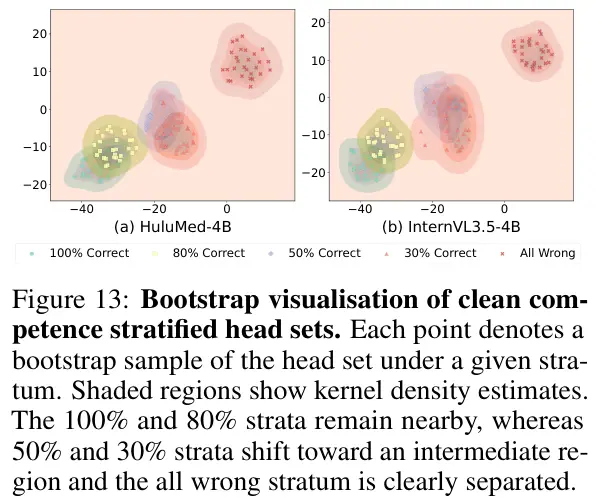 20
10
0
−10
−20
−40
−20
0
(a) HuluMed-4B
20
10
0
−10
−20
−40
−20
0
(b) InternVL3.5-4B
100% Correct 80% Correct 50% Correct 30% Correct All Wrong
Figure 13: Bootstrap visualisation of clean com-
petence stratified head sets. Each point denotes a
bootstrap sample of the head set under a given stra-
tum. Shaded regions show kernel density estimates.
The 100% and 80% strata remain nearby, whereas
50% and 30% strata shift toward an intermediate re-
gion and the all wrong stratum is clearly separated.